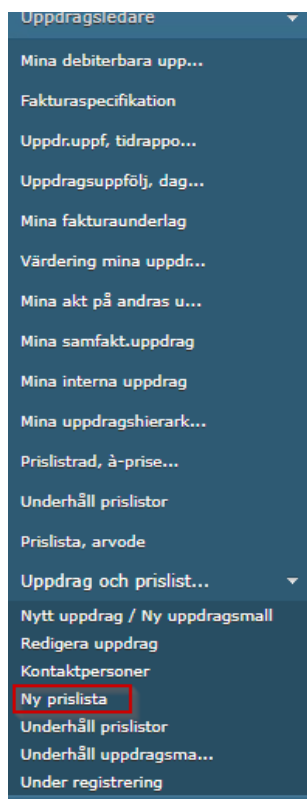 Uppdragsledare
Mina debiterbara upp...
Fakturaspecifikation
Uppdr.uppf, tidrappo...
Uppdragsuppfölj, dag...
Mina fakturaunderlag
Värdering mina uppdr...
Mina akt på andras u...
Mina samfakt.uppdrag
Mina interna uppdrag
Mina uppdragshierark...
Prislistrad, à-prise...
Underhåll prislistor
Prislista, arvode
Uppdrag och prislist...
Nytt uppdrag / Ny uppdragsmall
Redigera uppdrag
Kontaktpersoner
Ny prislista
Underhåll prislistor
Underhåll uppdragsma...
Under registrering